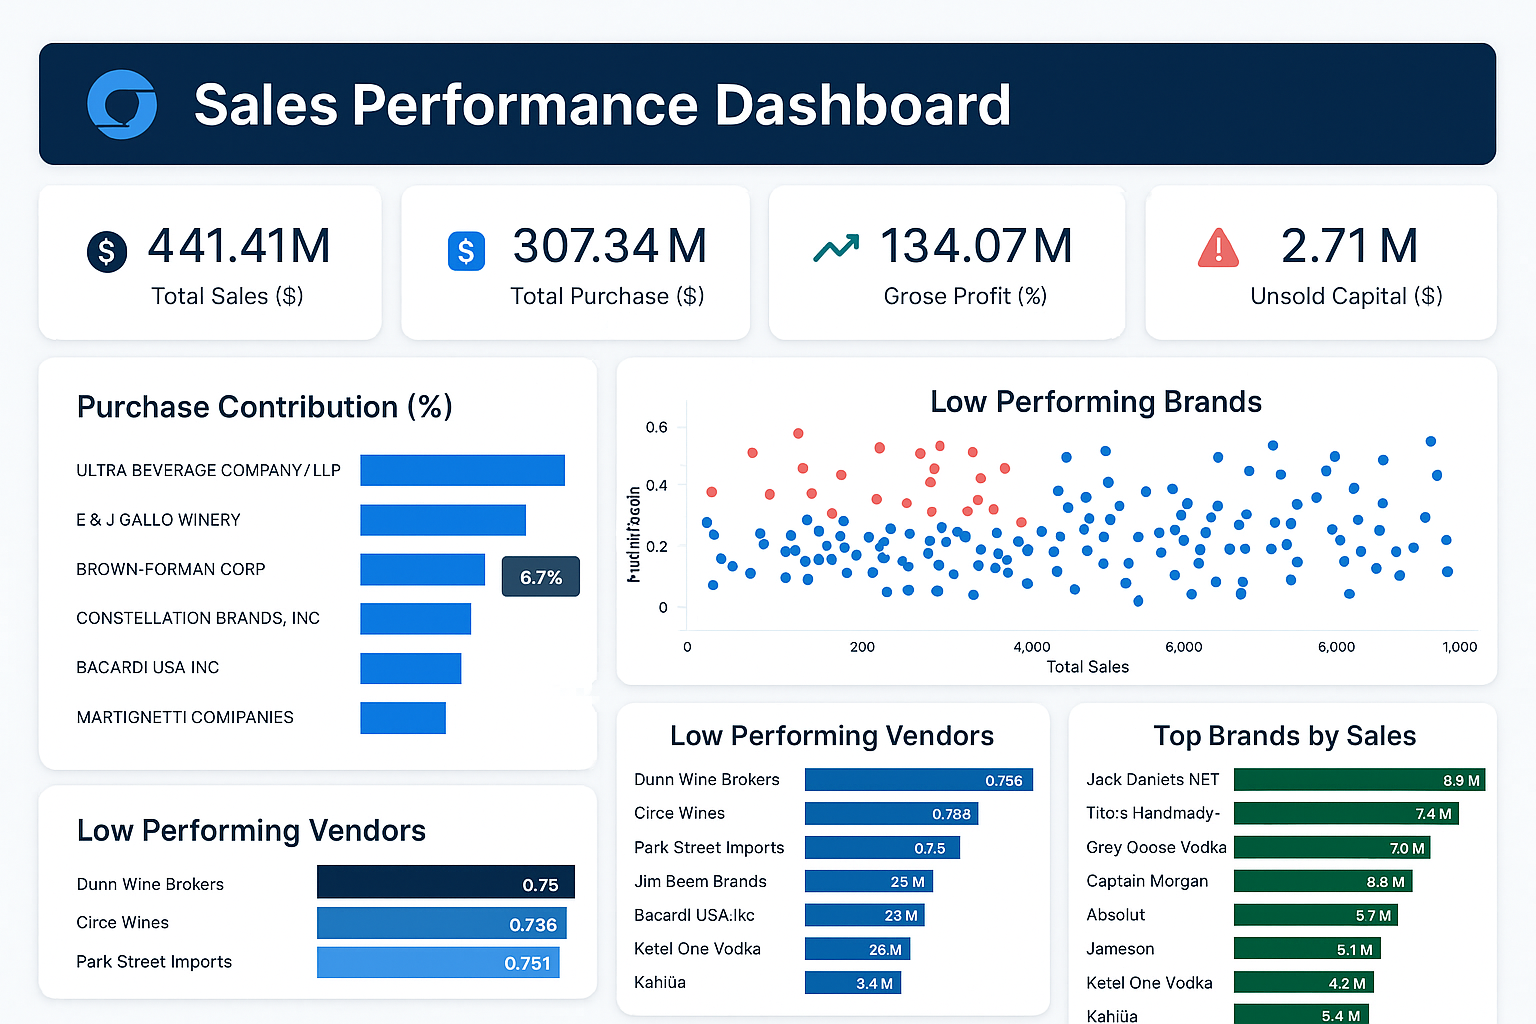 Sales Performance Dashboard
441.41M
Total Sales ($)
307.34 M
Total Purchase ($)
134.07M
Grose Profit (%)
2.71 M
Unsold Capital ($)
Purchase Contribution (%)
ULTRA BEVERAGE COMPANY/LLP
E & J GALLO WINERY
BROWN-FORMAN CORP
6.7%
CONSTELLATION BRANDS, INC
BACARDI USA INC
MARTIGNETTI COMIPANIES
Low Performing Brands
0.6
0.4
0.2
0
0 200 4,000 6,000 6,000 1,000
Total Sales
Low Performing Vendors
Dunn Wine Brokers 0.75
Circe Wines 0.736
Park Street Imports 0.751
Low Performing Vendors
Dunn Wine Brokers 0.756
Circe Wines 0.788
Park Street Imports 0.7.5
Jim Beem Brands 25 M
Bacardl USA:lkc 23 M
Ketel One Vodka 26.M
Kahiüa 3.4 M
Top Brands by Sales
Jack Daniets NET 8.9 M
Tito:s Handmady- 7.4 M
Grey Ooose Vodka 7.0 M
Captain Morgan 8.8 M
Absolut 5.7 M
Jameson 5.1 M
Ketel One Vodka 4.2 M
Kahiüa 5.4 M